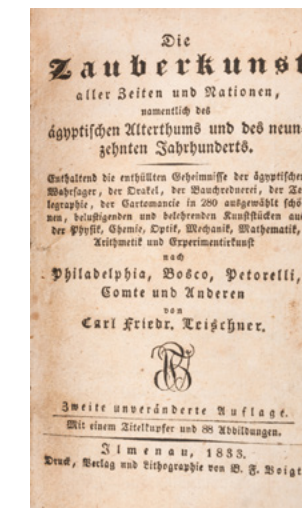 Die
Zauberkunst
aller Zeiten und Nationen,
namentlich des
ägyptischen Alterthums und des neun-
zehnten Jahrhunderts.
Enthaltend die enthüllten Geheimnisse der ägyptischen
Wahrsager, der Orakel, der Bauchrednerei, der Te-
legraphie, der Cartomancie in 280 ausgewählt schö-
nen, belustigenden und belehrenden Kunststücken aus
der Physik, Chemie, Optik, Mechanik, Mathematik,
Arithmetik und Experimentierkunst
nach
Philadelphia, Bosco, Petorelli,
Comte und Anderen
von
Carl Friedr. Leischner.
Zweite unveränderte Auflage.
Mit einem Titelkupfer und 88 Abbildungen.
Ilmenau, 1833.
Druck, Verlag und Lithographie von B. F. Voigt